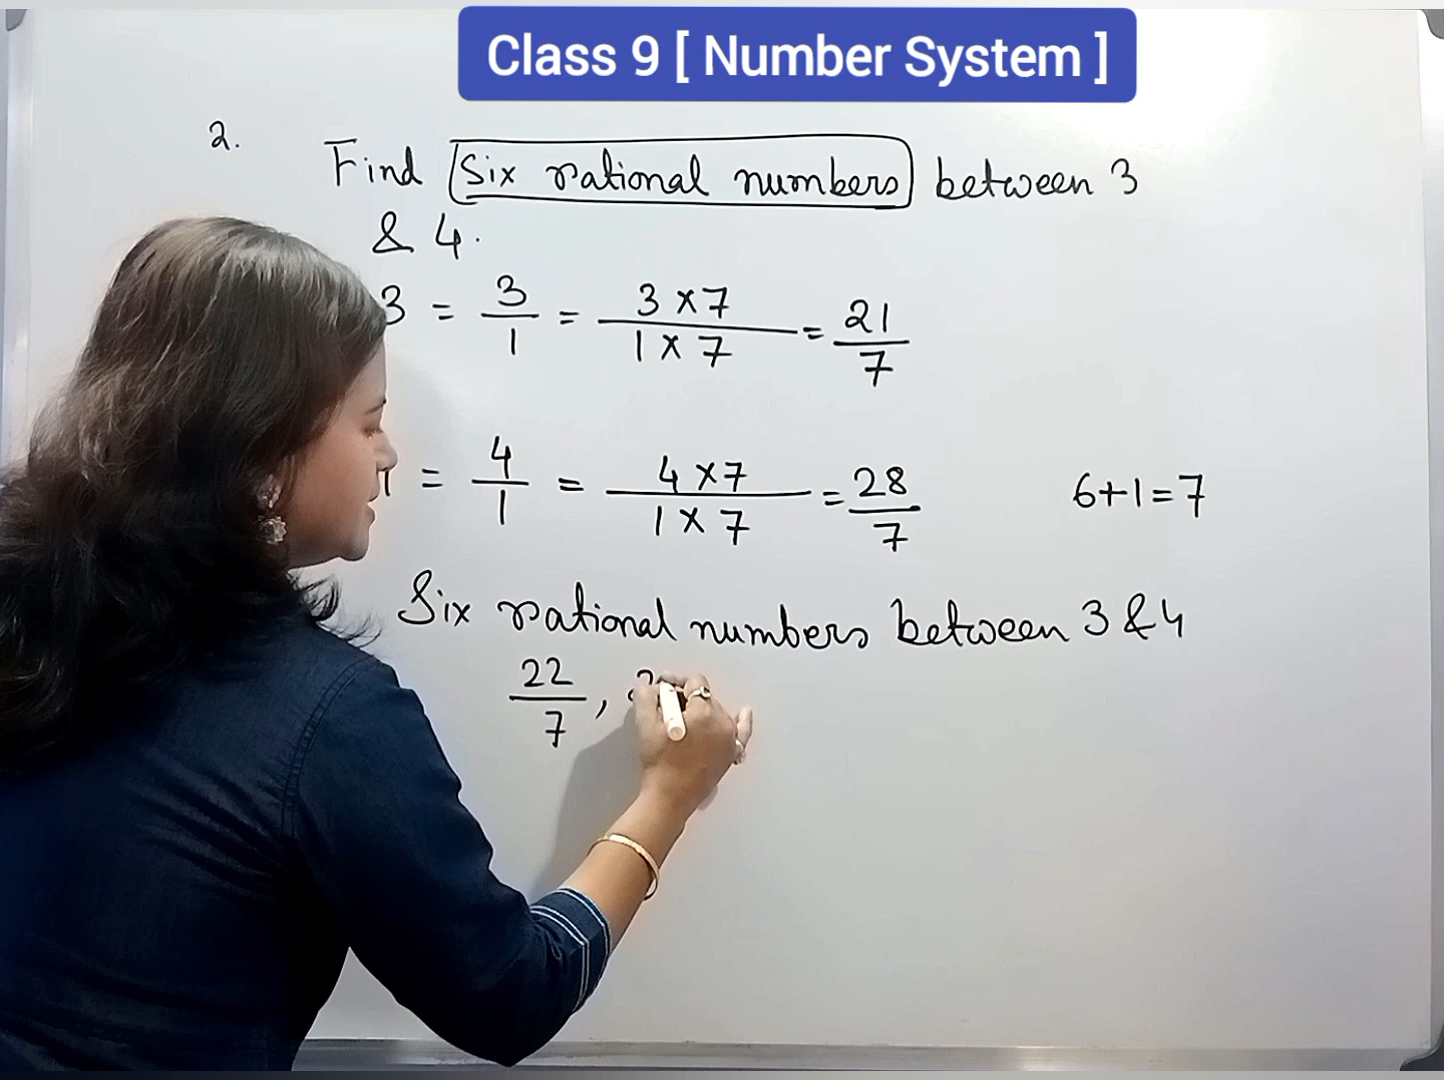 Class 9 [ Number System ]
2.
Find Six rational numbers between 3
& 4.
3 = 3/1 = 3×7/1×7 = 21/7
= 4/1 = 4×7/1×7 = 28/7
6+1=7
Six rational numbers between 3 & 4
22/7 ,